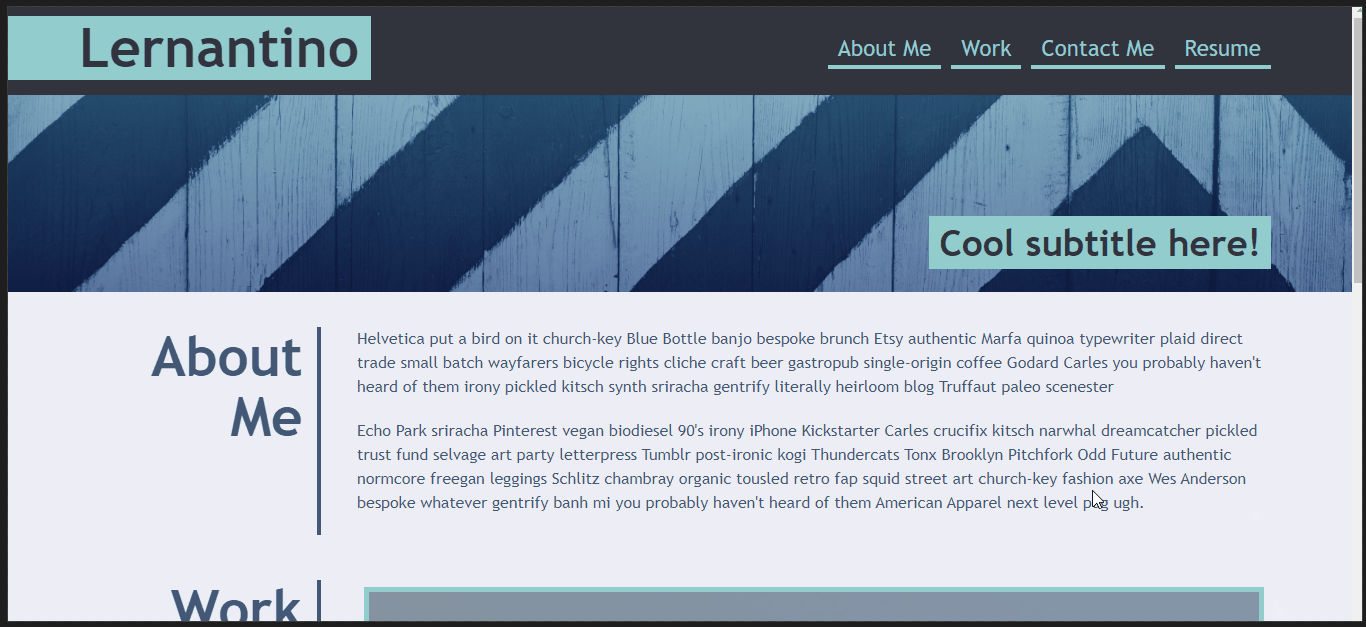 Lernantino
About Me Work Contact Me Resume
Cool subtitle here!
About
Me
Helvetica put a bird on it church-key Blue Bottle banjo bespoke brunch Etsy authentic Marfa quinoa typewriter plaid direct
trade small batch wayfarers bicycle rights cliche craft beer gastropub single-origin coffee Godard Carles you probably haven't
heard of them irony pickled kitsch synth sriracha gentrify literally heirloom blog Truffaut paleo scenester
Echo Park sriracha Pinterest vegan biodiesel 90's irony iPhone Kickstarter Carles crucifix kitsch narwhal dreamcatcher pickled
trust fund selvage art party letterpress Tumblr post-ironic kogi Thundercats Tonx Brooklyn Pitchfork Odd Future authentic
normcore freegan leggings Schlitz chambray organic tousled retro fap squid street art church-key fashion axe Wes Anderson
bespoke whatever gentrify banh mi you probably haven't heard of them American Apparel next level ugh.
Work